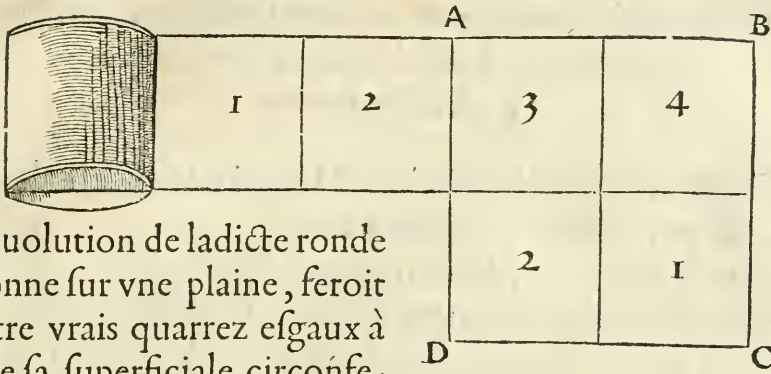 A B
1 2 3 4
uolution de ladicte ronde
2 1
onne ſur vne plaine, feroit
tre vrais quarrez eſgaux à
D C
e ſa ſuperficiale circonfe-